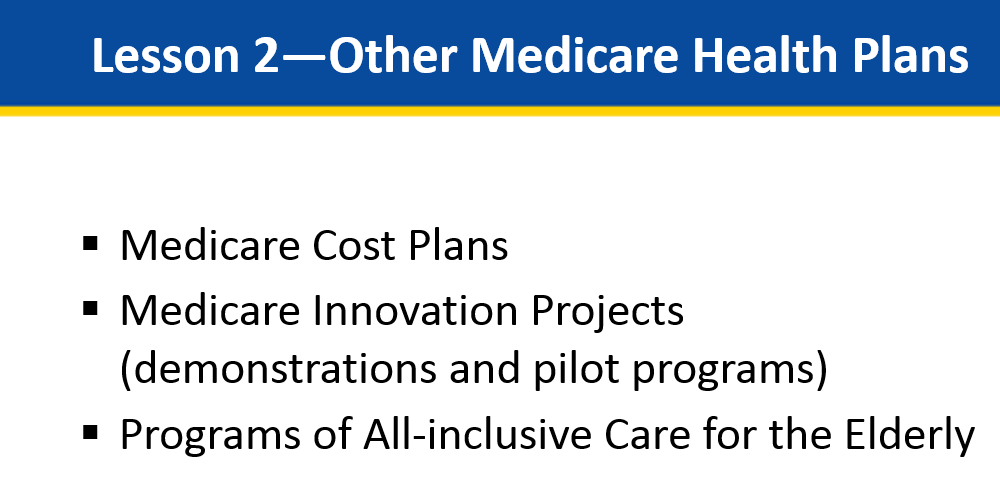 Lesson 2—Other Medicare Health Plans
▪ Medicare Cost Plans
▪ Medicare Innovation Projects
(demonstrations and pilot programs)
▪ Programs of All-inclusive Care for the Elderly